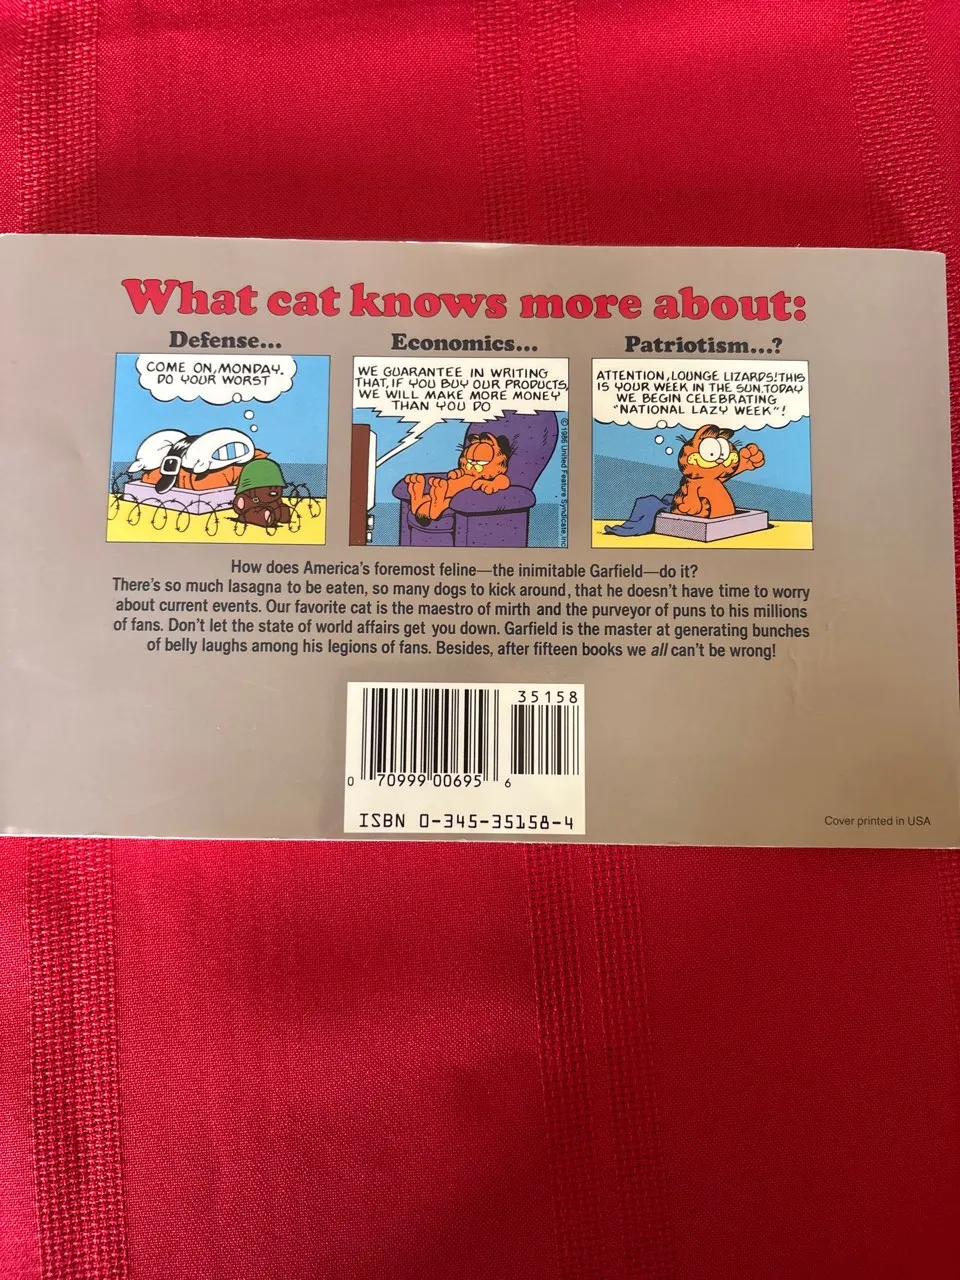 What cat knows more about:
Defense...
COME ON, MONDAY.
DO YOUR WORST
Economics...
WE GUARANTEE IN WRITING
THAT, IF YOU BUY OUR PRODUCTS,
WE WILL MAKE MORE MONEY
THAN YOU DO
© 1986 United Feature Syndicate, Inc.
Patriotism...?
ATTENTION, LOUNGE LIZARDS! THIS
IS YOUR WEEK IN THE SUN. TODAY
WE BEGIN CELEBRATING
"NATIONAL LAZY WEEK"!
How does America's foremost feline—the inimitable Garfield—do it?
There's so much lasagna to be eaten, so many dogs to kick around, that he doesn't have time to worry
about current events. Our favorite cat is the maestro of mirth and the purveyor of puns to his millions
of fans. Don't let the state of world affairs get you down. Garfield is the master at generating bunches
of belly laughs among his legions of fans. Besides, after fifteen books we all can't be wrong!
35158
0 70999 00695 6
ISBN 0-345-35158-4
Cover printed in USA